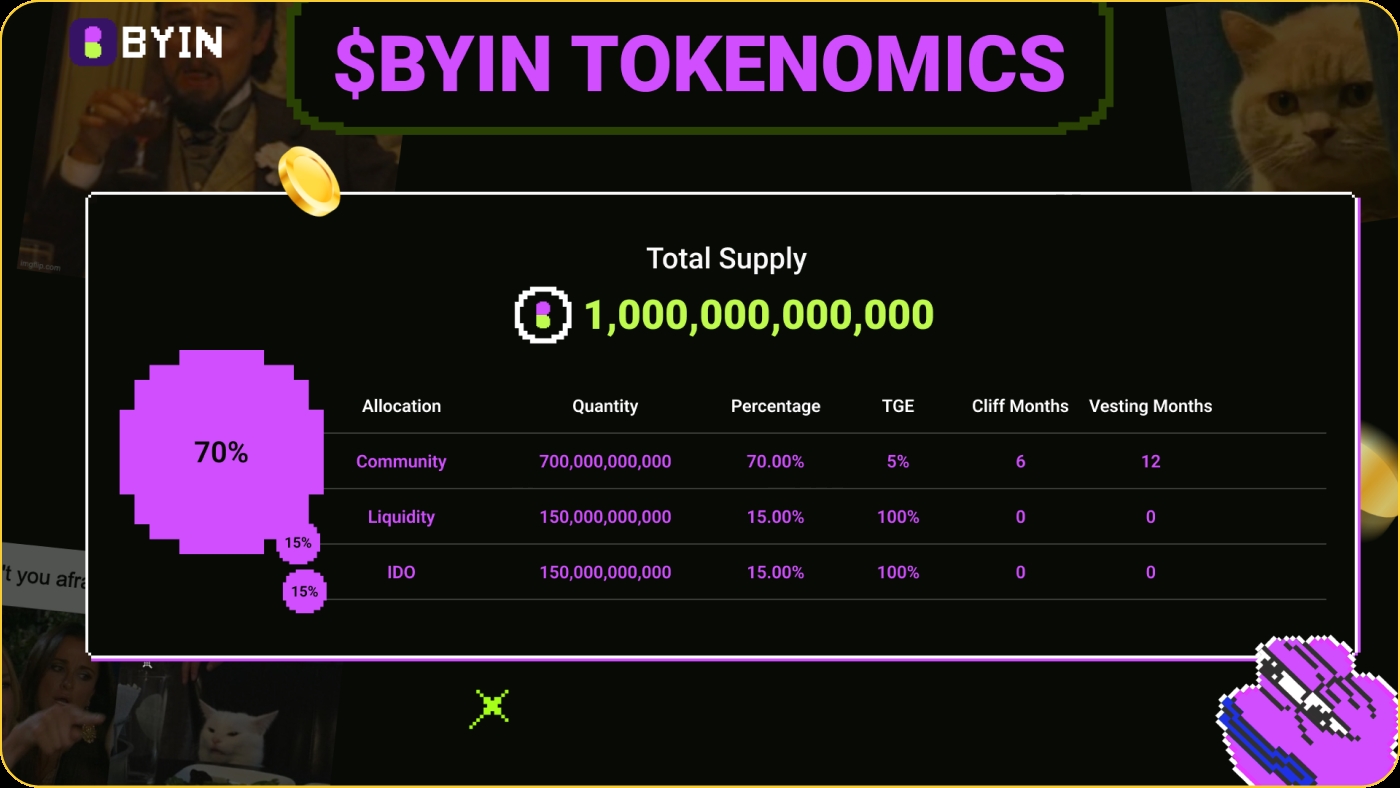 BYIN
$BYIN TOKENOMICS
imgflip.com
Total Supply
1,000,000,000,000
Allocation Quantity Percentage TGE Cliff Months Vesting Months
70%
Community 700,000,000,000 70.00% 5% 6 12
Liquidity 150,000,000,000 15.00% 100% 0 0
15%
IDO 150,000,000,000 15.00% 100% 0 0
15%
't you afra